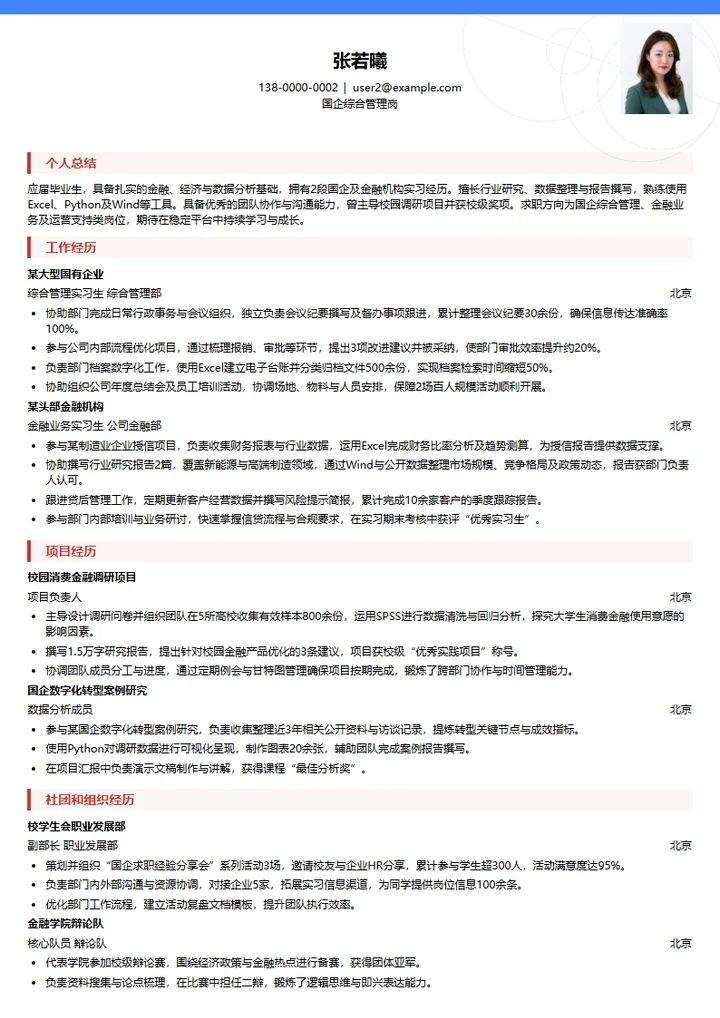 张若曦
138-0000-0002 | user2@example.com
国企综合管理岗
个人总结
应届毕业生，具备扎实的金融、经济与数据分析基础，拥有2段国企及金融机构实习经历。擅长行业研究、数据整理与报告撰写，熟练使用
Excel、Python及Wind等工具。具备优秀的团队协作与沟通能力，曾主导校园调研项目并获校级奖项。求职方向为国企综合管理、金融业
务及运营支持类岗位，期待在稳定平台中持续学习与成长。
工作经历
某大型国有企业
综合管理实习生 综合管理部 北京
• 协助部门完成日常行政事务与会议组织，独立负责会议纪要撰写及督办事项跟进，累计整理会议纪要30余份，确保信息传达准确率
100%。
• 参与公司内部流程优化项目，通过梳理报销、审批等环节，提出3项改进建议并被采纳，使部门审批效率提升约20%。
• 负责部门档案数字化工作，使用Excel建立电子台账并分类归档文件500余份，实现档案检索时间缩短50%。
• 协助组织公司年度总结会及员工培训活动，协调场地、物料与人员安排，保障2场百人规模活动顺利开展。
某头部金融机构
金融业务实习生 公司金融部 北京
• 参与某制造业企业授信项目，负责收集财务报表与行业数据，运用Excel完成财务比率分析及趋势测算，为授信报告提供数据支撑。
• 协助撰写行业研究报告2篇，覆盖新能源与高端制造领域，通过Wind与公开数据整理市场规模、竞争格局及政策动态，报告获部门负责
人认可。
• 跟进贷后管理工作，定期更新客户经营数据并撰写风险提示简报，累计完成10余家客户的季度跟踪报告。
• 参与部门内部培训与业务研讨，快速掌握信贷流程与合规要求，在实习期末考核中获评“优秀实习生”。
项目经历
校园消费金融调研项目
项目负责人 北京
• 主导设计调研问卷并组织团队在5所高校收集有效样本800余份，运用SPSS进行数据清洗与回归分析，探究大学生消费金融使用意愿的
影响因素。
• 撰写1.5万字研究报告，提出针对校园金融产品优化的3条建议，项目获校级“优秀实践项目”称号。
• 协调团队成员分工与进度，通过定期例会与甘特图管理确保项目按期完成，锻炼了跨部门协作与时间管理能力。
国企数字化转型案例研究
数据分析成员 北京
• 参与某国企数字化转型案例研究，负责收集整理近3年相关公开资料与访谈记录，提炼转型关键节点与成效指标。
• 使用Python对调研数据进行可视化呈现，制作图表20余张，辅助团队完成案例报告撰写。
• 在项目汇报中负责演示文稿制作与讲解，获得课程“最佳分析奖”。
社团和组织经历
校学生会职业发展部
副部长 职业发展部 北京
• 策划并组织“国企求职经验分享会”系列活动3场，邀请校友与企业HR分享，累计参与学生超300人，活动满意度达95%。
• 负责部门内外部沟通与资源协调，对接企业5家，拓展实习信息渠道，为同学提供岗位信息100余条。
• 优化部门工作流程，建立活动复盘文档模板，提升团队执行效率。
金融学院辩论队
核心队员 辩论队 北京
• 代表学院参加校级辩论赛，围绕经济政策与金融热点进行备赛，获得团体亚军。
• 负责资料搜集与论点梳理，在比赛中担任二辩，锻炼了逻辑思维与即兴表达能力。